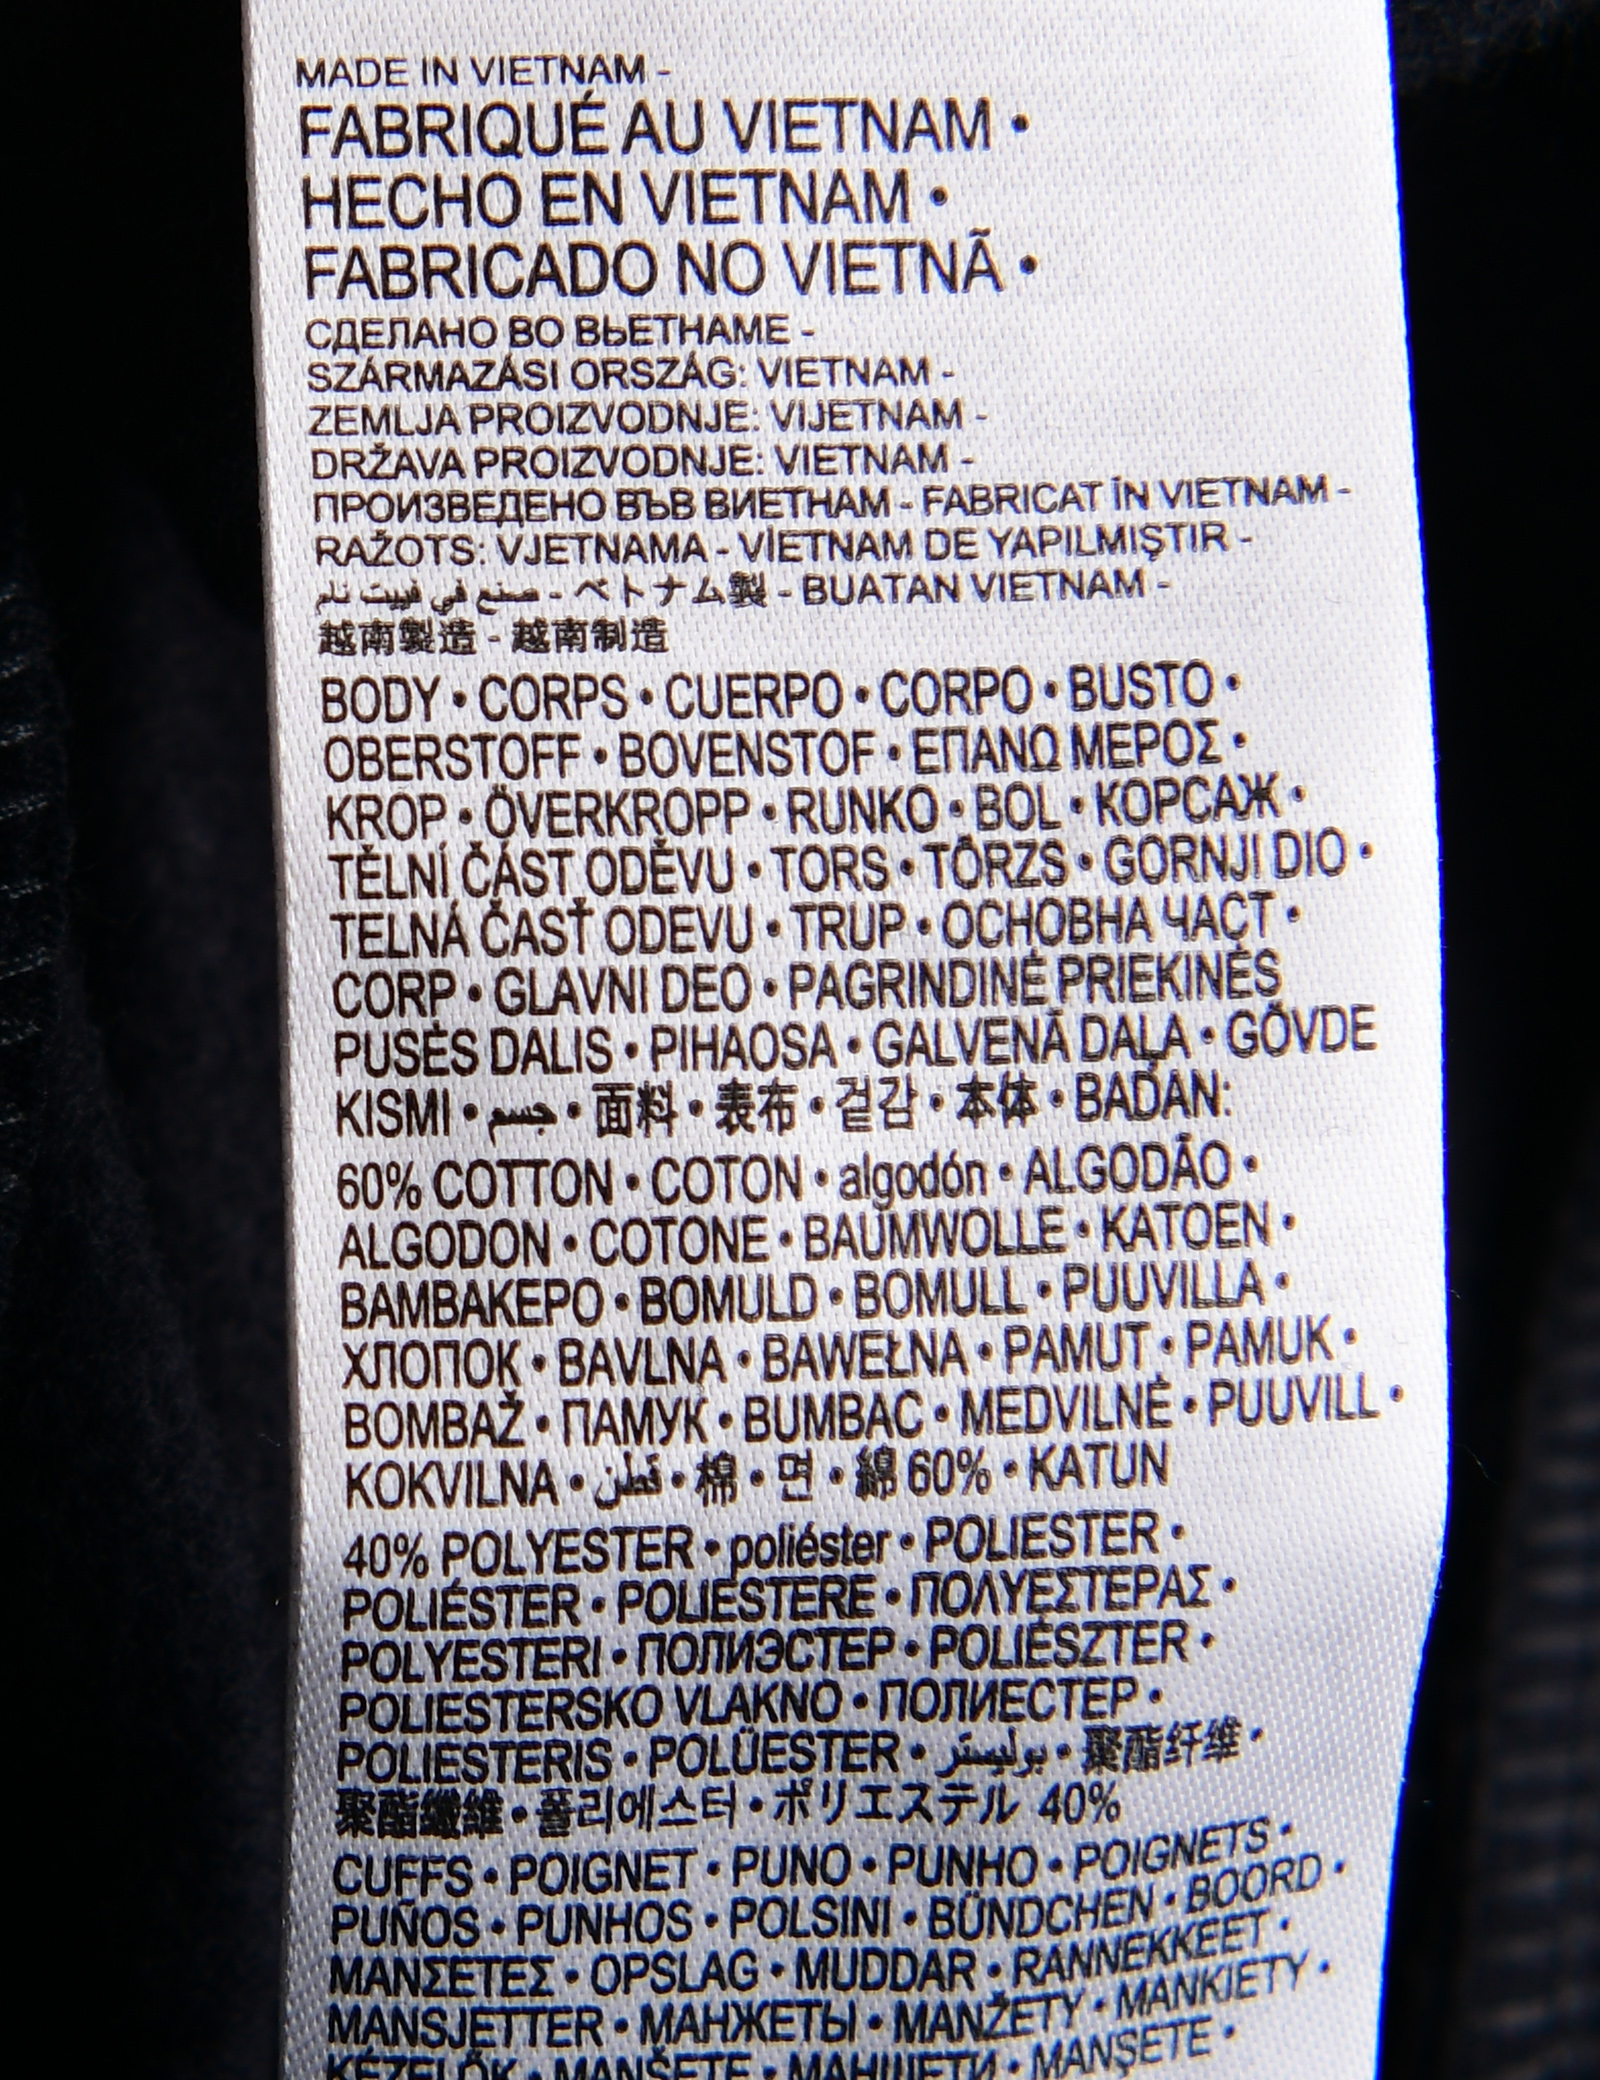 MADE IN VIETNAM -
FABRIQUÉ AU VIETNAM •
HECHO EN VIETNAM •
FABRICADO NO VIETNÃ •
СДЕЛАНО ВО ВЬЕТНАМЕ -
SZÁRMAZÁSI ORSZÁG: VIETNAM -
ZEMLJA PROIZVODNJE: VIJETNAM -
DRŽAVA PROIZVODNJE: VIETNAM -
ПРОИЗВЕДЕНО ВЪВ ВИЕТНАМ - FABRICAT ÎN VIETNAM -
RAŽOTS: VJETNAMA - VİETNAM DE YAPILMIŞTIR -
صنع في فييت نام - ベトナム製 - BUATAN VIETNAM -
越南製造 - 越南制造
BODY • CORPS • CUERPO • CORPO • BUSTO •
OBERSTOFF • BOVENSTOF • ΕΠΑΝΩ ΜΕΡΟΣ •
KROP • ÖVERKROPP • RUNKO • BOL • КОРСАЖ •
TĚLNÍ ČÁST ODĚVU • TORS • TÖRZS • GORNJI DIO •
TELNÁ ČASŤ ODEVU • TRUP • ОСНОВНА ЧАСТ •
CORP • GLAVNI DEO • PAGRINDINĖ PRIEKINĖS
PUSĖS DALIS • PIHAOSA • GALVENĀ DAĻA • GÖVDE
KISMI • جسم • 面料 • 表布 • 겉감 • 本体 • BADAN:
60% COTTON • COTON • algodón • ALGODÃO •
ALGODON • COTONE • BAUMWOLLE • KATOEN •
ΒΑΜΒΑΚΕΡΟ • BOMULD • BOMULL • PUUVILLA •
ХЛОПОК • BAVLNA • BAWEŁNA • PAMUT • PAMUK •
BOMBAŽ • ПАМУК • BUMBAC • MEDVILNĖ • PUUVILL •
KOKVILNA • قطن • 棉 • 면 • 綿 60% • KATUN
40% POLYESTER • poliéster • POLIESTER •
POLIÉSTER • POLIESTERE • ΠΟΛΥΕΣΤΕΡΑΣ •
POLYESTERI • ПОЛИЭСТЕР • POLIÉSZTER •
POLIESTERSKO VLAKNO • ПОЛИЕСТЕР •
POLIESTERIS • POLÜESTER • بوليستر • 聚酯纤维 •
聚酯纖維 • 폴리에스터 • ポリエステル 40%
CUFFS • POIGNET • PUNO • PUNHO • POIGNETS •
PUÑOS • PUNHOS • POLSINI • BÜNDCHEN • BOORD •
ΜΑΝΣΕΤΕΣ • OPSLAG • MUDDAR • RANNEKKEET •
MANSJETTER • МАНЖЕТЫ • MANŽETY • MANKIETY •
KÉZELŐK • MANŠETE • МАНШЕТИ • MANŞETE •